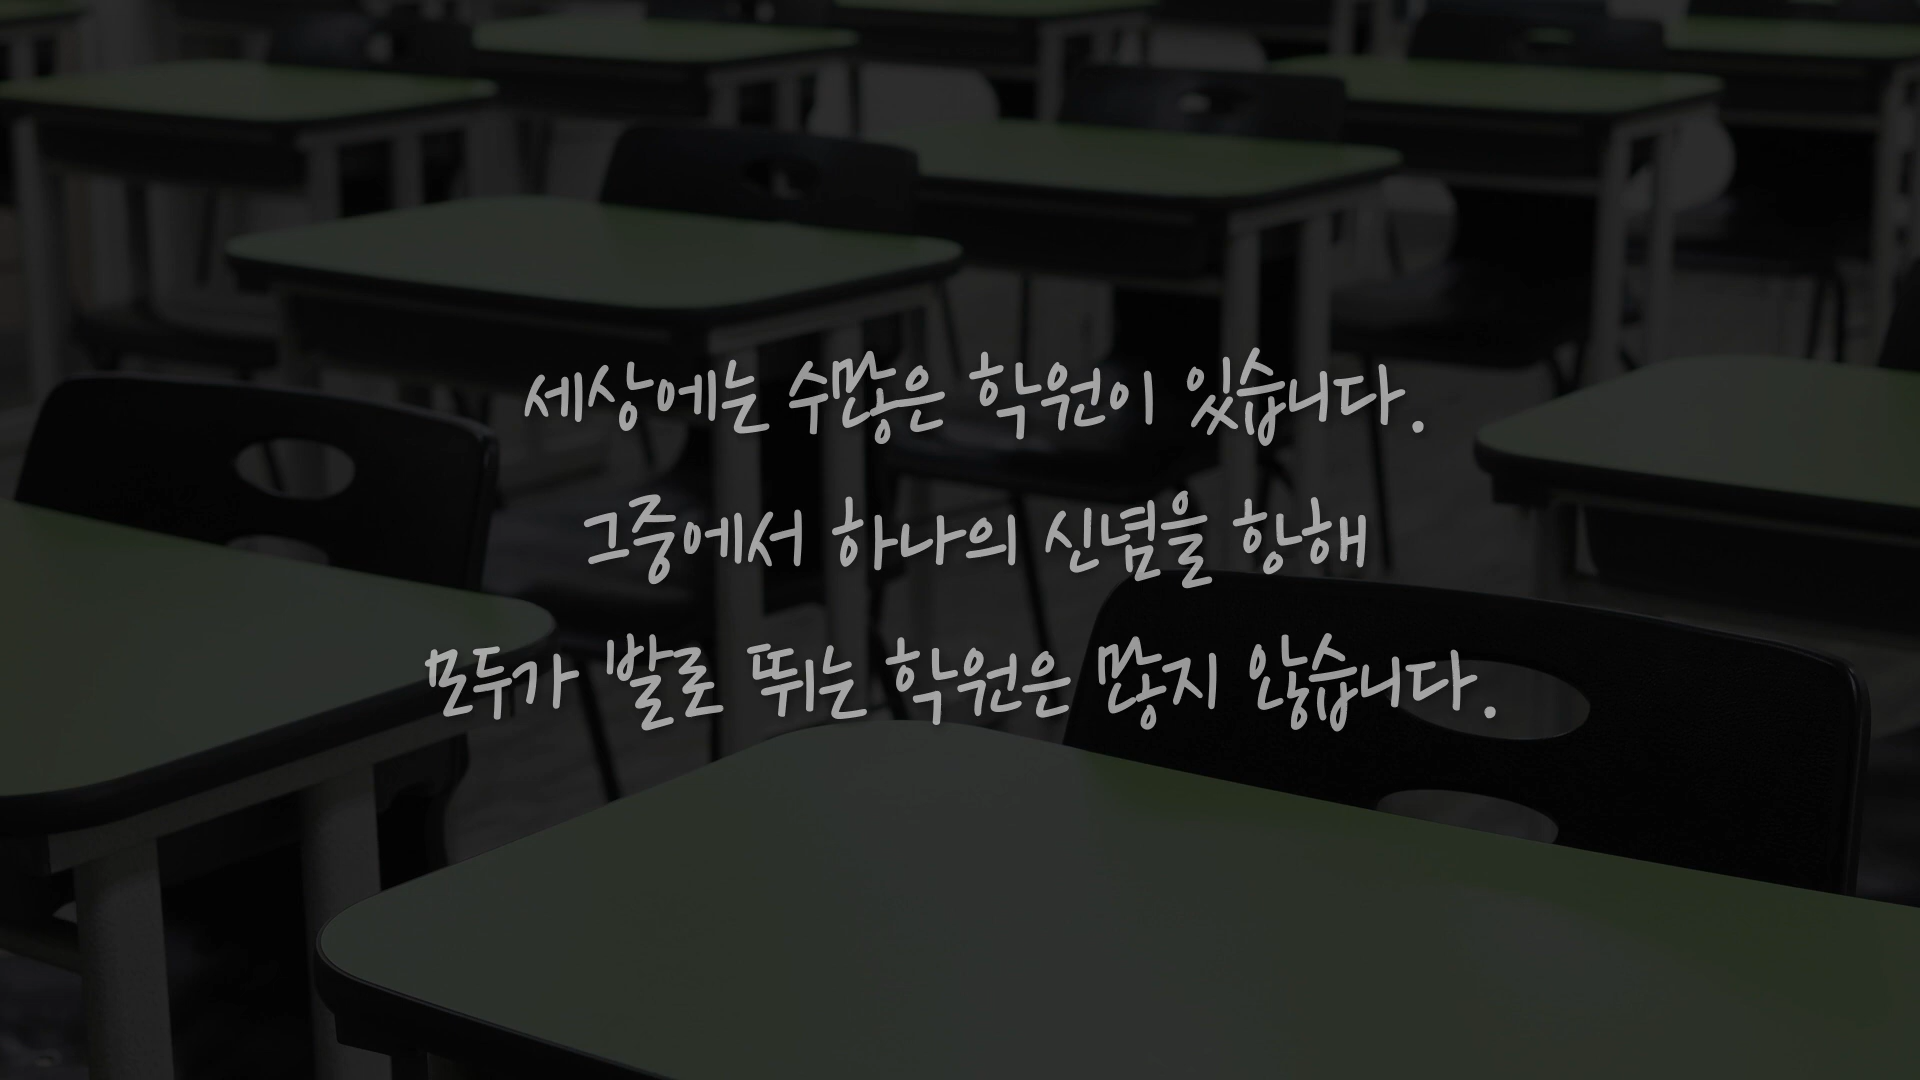 세상에는 수많은 학원이 있습니다.
그중에서 하나의 신념을 향해
모두가 발로 뛰는 학원은 많지 않습니다.